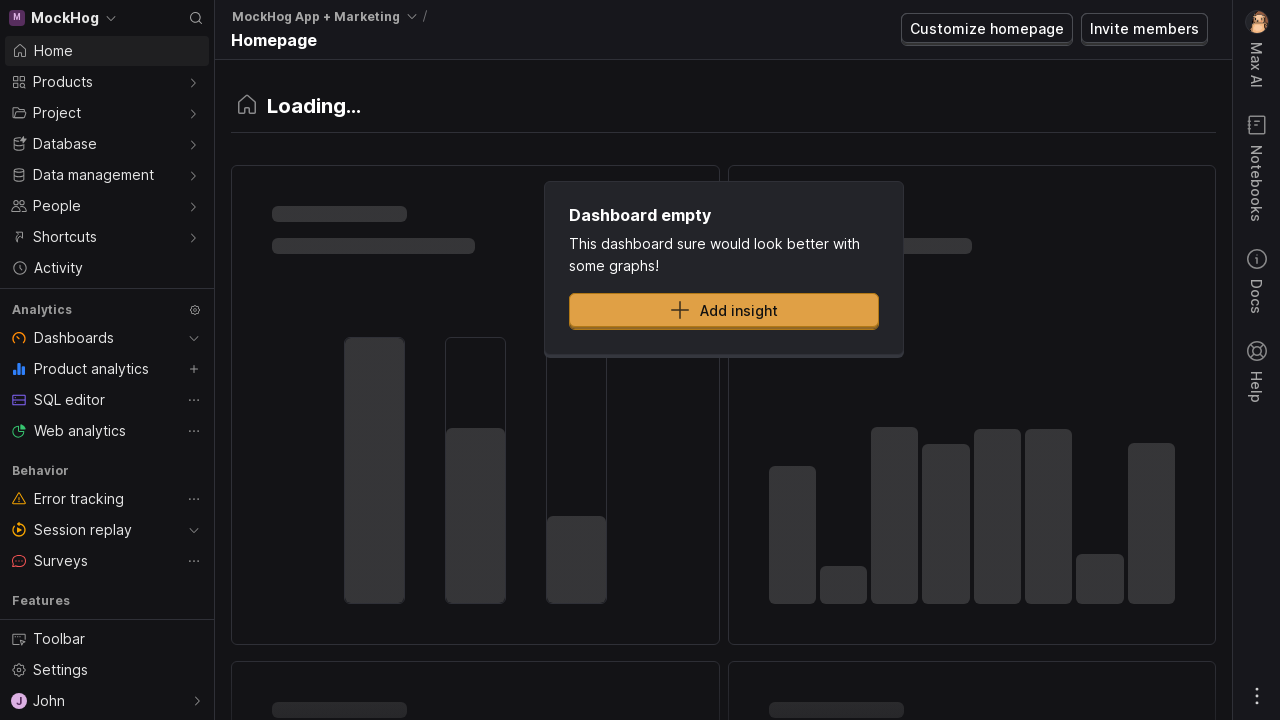 M MockHog
Home
Products
Project
Database
Data management
People
Shortcuts
Activity
Analytics
Dashboards
Product analytics
SQL editor
Web analytics
Behavior
Error tracking
Session replay
Surveys
Features
Toolbar
Settings
J John
MockHog App + Marketing /
Homepage
Customize homepage
Invite members
Loading...
Dashboard empty
This dashboard sure would look better with
some graphs!
Add insight
Max AI
Notebooks
Docs
Help